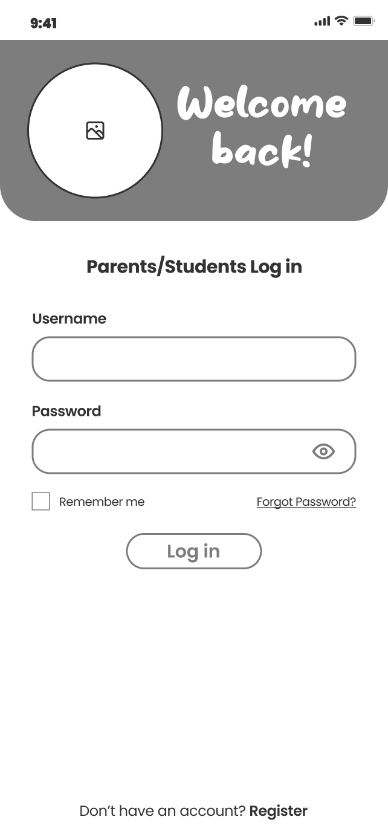 9:41
Welcome
back!
Parents/Students Log in
Username
Password
Remember me
Forgot Password?
Log in
Don’t have an account? Register